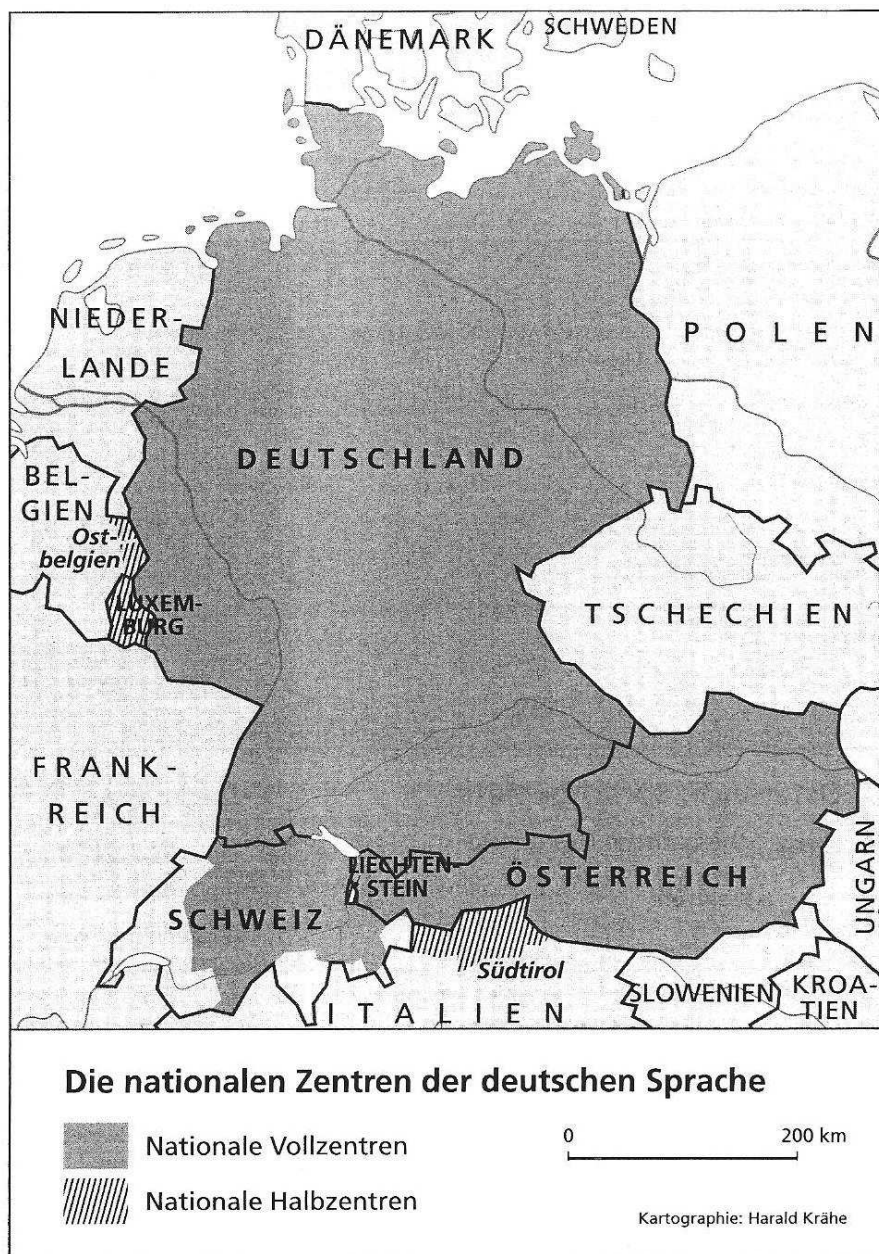 DÄNEMARK
SCHWEDEN
NIEDER-
LANDE
POLEN
DEUTSCHLAND
BEL-
GIEN
Ost-
belgien
LUXEM-
BURG
TSCHECHIEN
FRANK-
REICH
LIECHTEN-
STEIN
ÖSTERREICH
UNGARN
SCHWEIZ
Südtirol
SLOWENIEN
KROA-
TIEN
ITALIEN
Die nationalen Zentren der deutschen Sprache
Nationale Vollzentren
0 200 km
Nationale Halbzentren
Kartographie: Harald Krähe